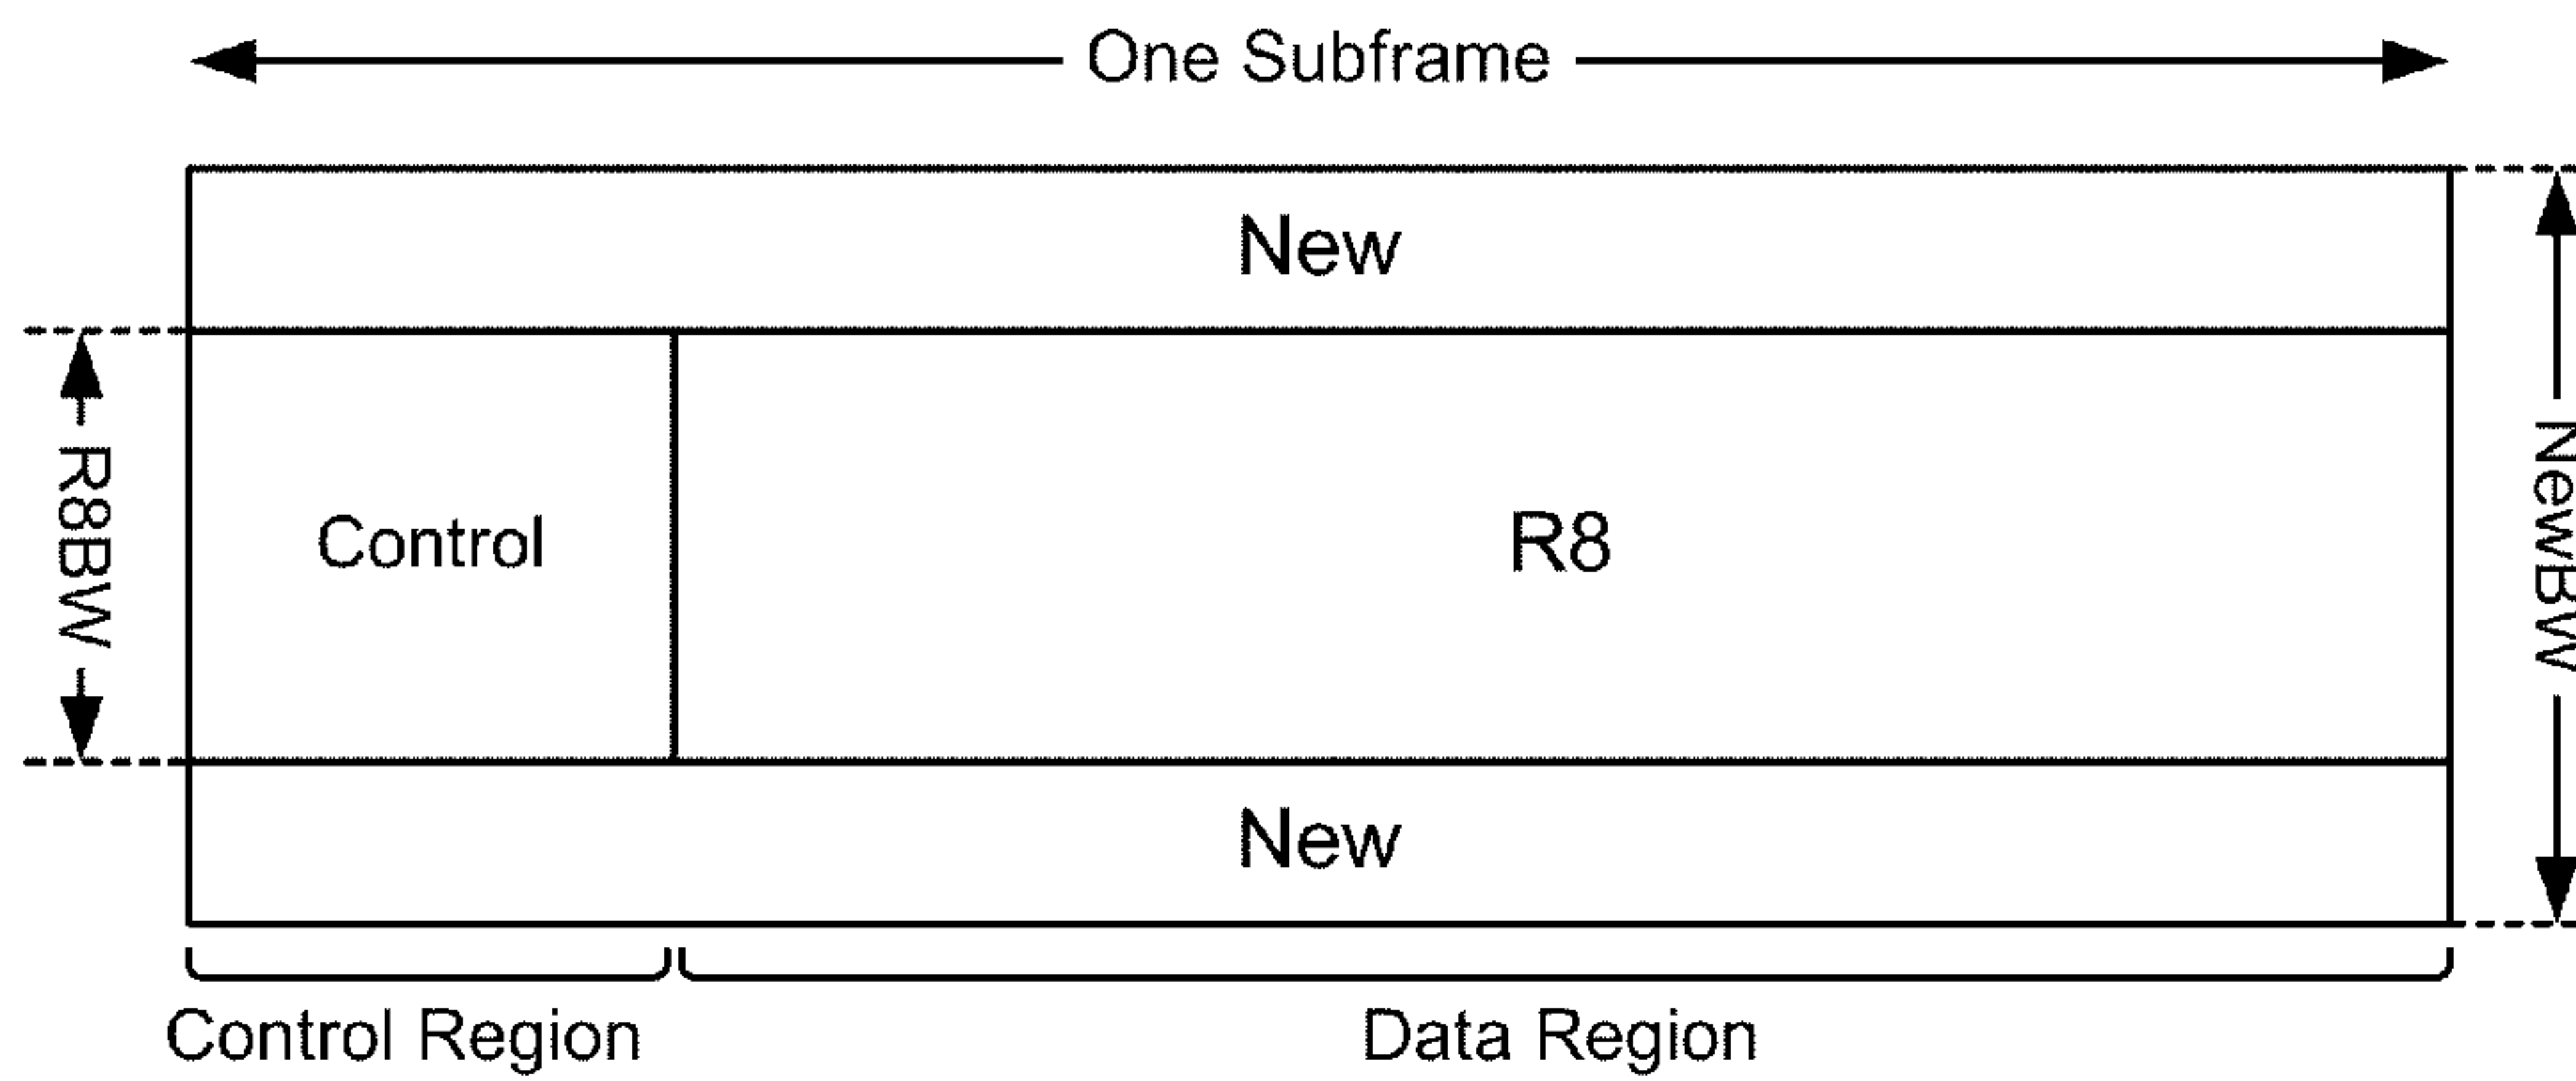 One Subframe
New
R8BW
Control
R8
NewBW
New
Control Region
Data Region